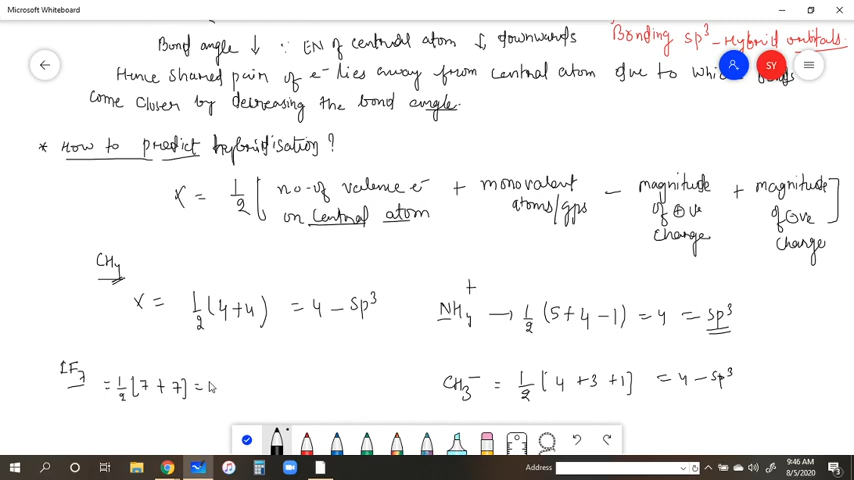 Microsoft Whiteboard
Bond angle ↓ ∵ EN of central atom ↓ downwards
Bonding sp³-Hybrid orbitals.
Hence shared pair of e⁻ lies away from central atom due to which
SY
come closer by decreasing the bond angle.
* How to predict hybridisation?
X = 1/2 [ no. of valence e⁻ on central atom + monovalent atoms/gps - magnitude of ⊕ve charge + magnitude of ⊖ve charge ]
CH₄
X = 1/2 (4+4) = 4 - sp³
NH₄⁺ → 1/2 (5+4-1) = 4 = sp³
IF₇ = 1/2 [7 + 7] =
CH₃⁻ = 1/2 [ 4 +3 +1] = 4 - sp³
Address
9:46 AM
8/5/2020
3